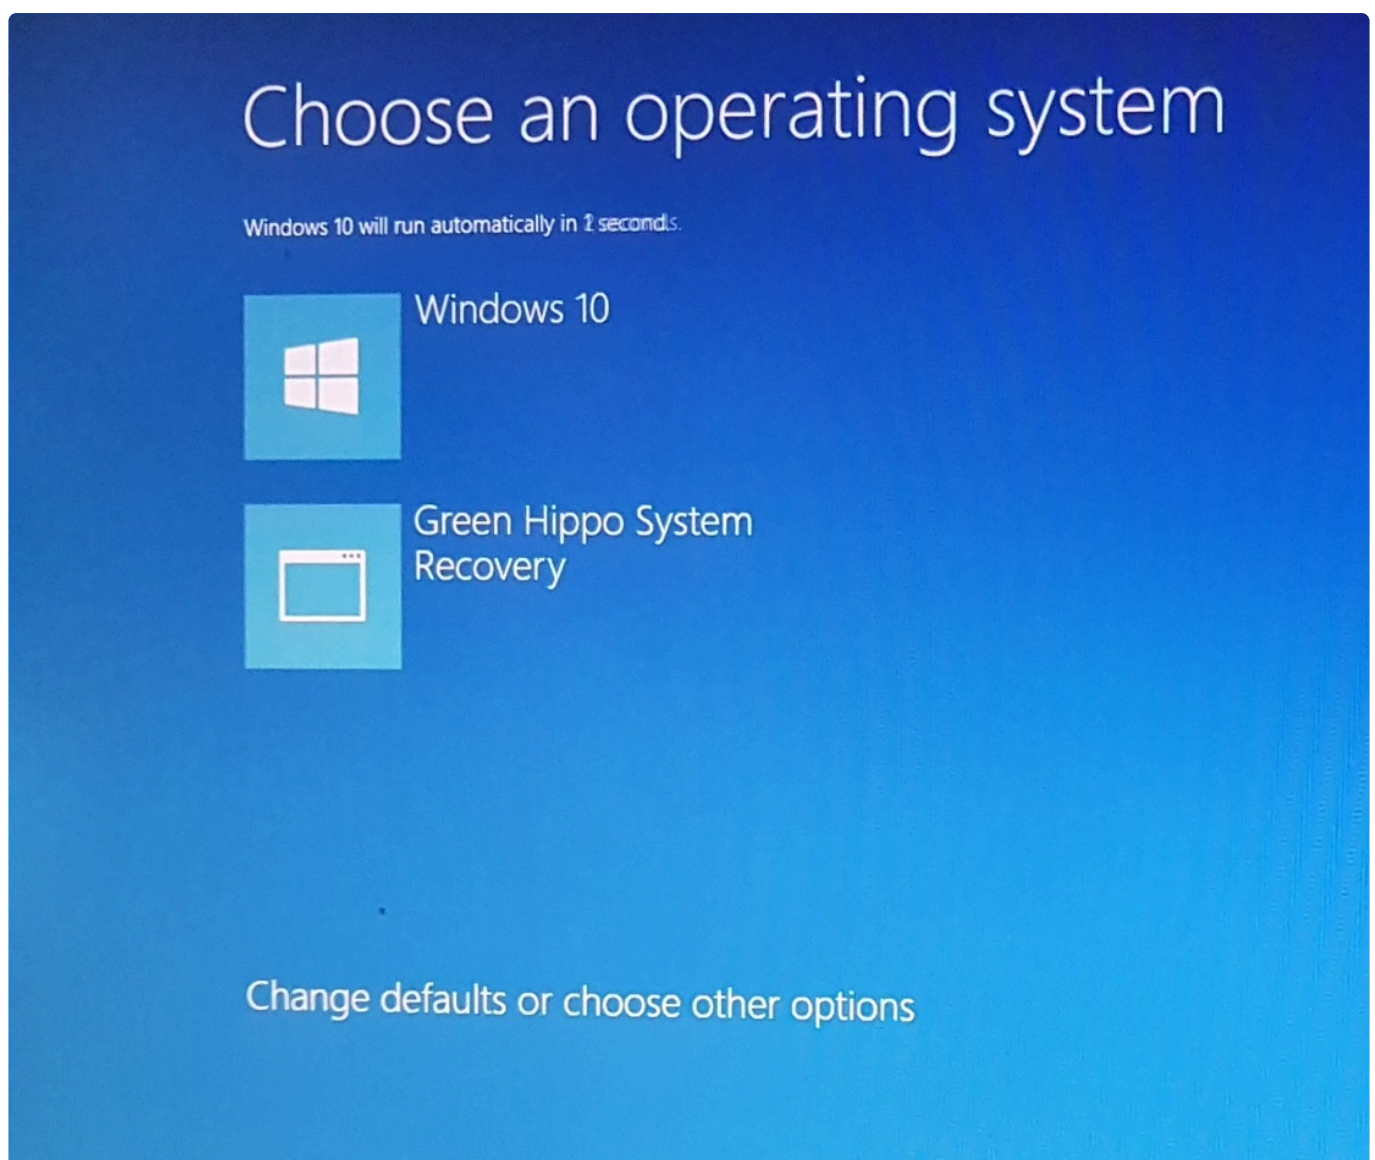 Choose an operating system
Windows 10 will run automatically in seconds.
Windows 10
Green Hippo System
Recovery
Change defaults or choose other options